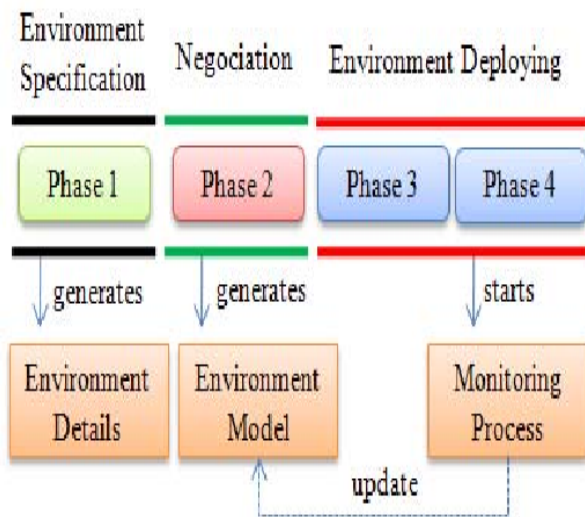 Environment
Specification
Negociation
Environment Deploying
Phase 1
Phase 2
Phase 3
Phase 4
generates
generates
starts
Environment
Details
Environment
Model
Monitoring
Process
update